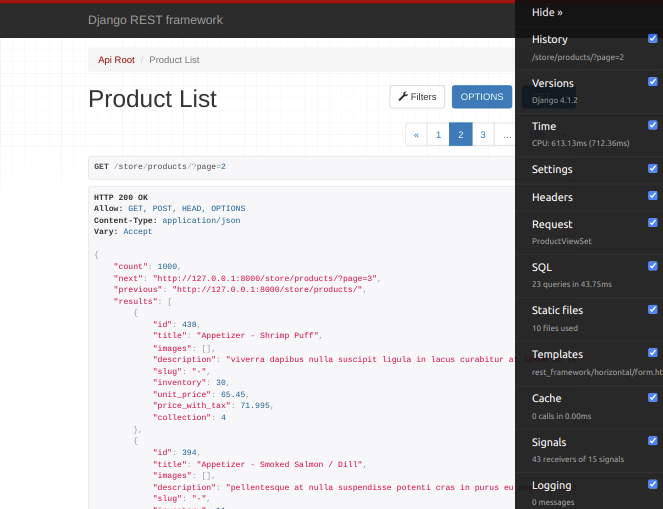 Django REST framework
Api Root / Product List
Product List
Filters
OPTIONS
« 1 2 3 ...
GET /store/products/?page=2
HTTP 200 OK
Allow: GET, POST, HEAD, OPTIONS
Content-Type: application/json
Vary: Accept
{
"count": 1000,
"next": "http://127.0.0.1:8000/store/products/?page=3",
"previous": "http://127.0.0.1:8000/store/products/",
"results": [
{
"id": 438,
"title": "Appetizer - Shrimp Puff",
"images": [],
"description": "viverra dapibus nulla suscipit ligula in lacus curabitur at
"slug": "-",
"inventory": 30,
"unit_price": 65.45,
"price_with_tax": 71.995,
"collection": 4
},
{
"id": 394,
"title": "Appetizer - Smoked Salmon / Dill",
"images": [],
"description": "pellentesque at nulla suspendisse potenti cras in purus eu
"slug": "-",
"inventory": 11,
Hide »
History
/store/products/?page=2
Versions
Django 4.1.2
Time
CPU: 613.13ms (712.36ms)
Settings
Headers
Request
ProductViewSet
SQL
23 queries in 43.75ms
Static files
10 files used
Templates
rest_framework/horizontal/form.ht
Cache
0 calls in 0.00ms
Signals
43 receivers of 15 signals
Logging
0 messages